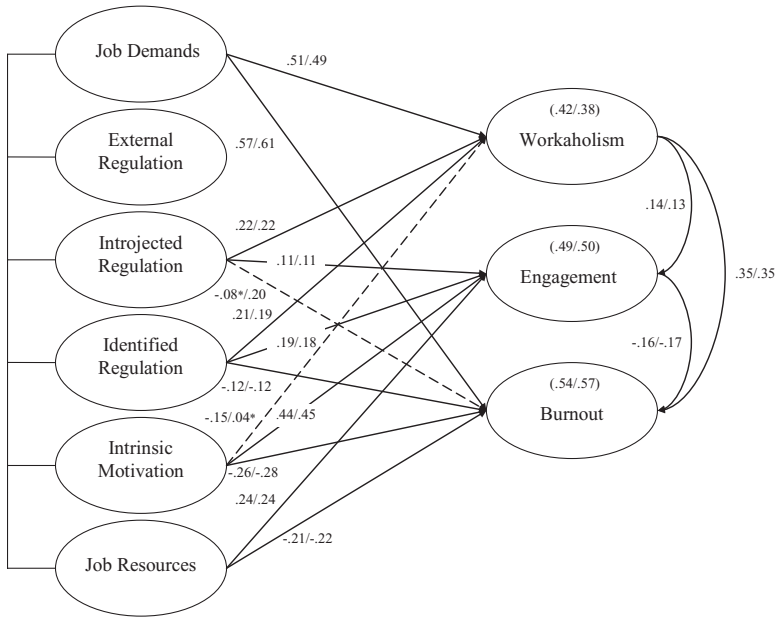 Job Demands
.51/.49
(.42/.38)
Workaholism
External
Regulation
.57/.61
.14/.13
.22/.22
Introjected
Regulation
.11/.11
(.49/.50)
Engagement
.35/.35
-.08*/.20
.21/.19
Identified
Regulation
.19/.18
-.16/-.17
-.12/-.12
(.54/.57)
Burnout
-.15/.04*
.44/.45
Intrinsic
Motivation
-.26/-.28
.24/.24
-.21/-.22
Job Resources